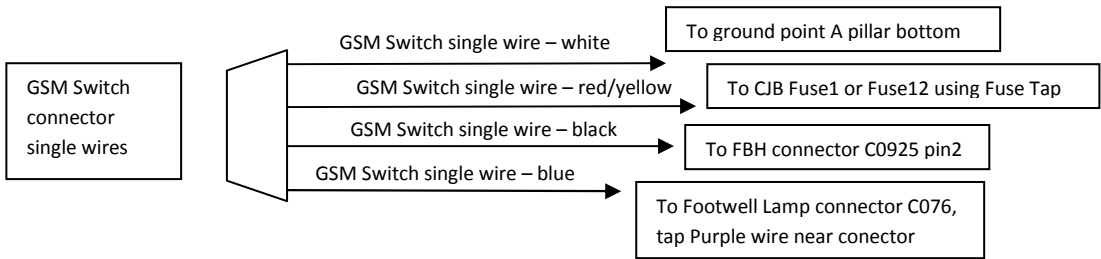 GSM Switch
connector
single wires
GSM Switch single wire – white
To ground point A pillar bottom
GSM Switch single wire – red/yellow
To CJB Fuse1 or Fuse12 using Fuse Tap
GSM Switch single wire – black
To FBH connector C0925 pin2
GSM Switch single wire – blue
To Footwell Lamp connector C076,
tap Purple wire near conector